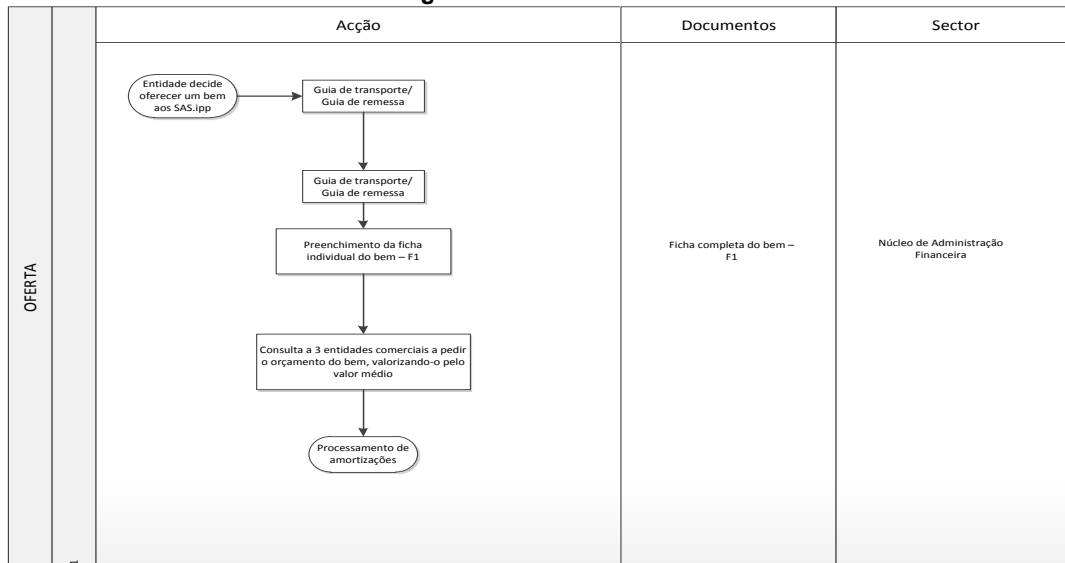 Acção
Documentos
Sector
Entidade decide
oferecer um bem
aos SAS.ipp
Guia de transporte/
Guia de remessa
Guia de transporte/
Guia de remessa
Preenchimento da ficha
individual do bem – F1
Ficha completa do bem –
F1
Núcleo de Administração
Financeira
OFERTA
Consulta a 3 entidades comerciais a pedir
o orçamento do bem, valorizando-o pelo
valor médio
Processamento de
amortizações